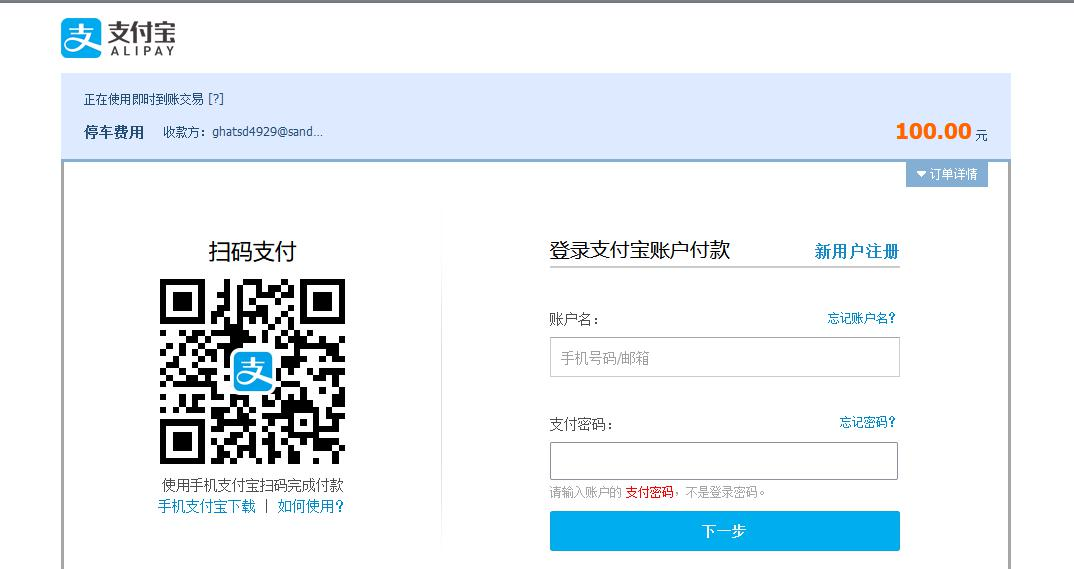 支付宝
ALIPAY
正在使用即时到账交易 [?]
停车费用 收款方：ghatsd4929@sand...
100.00 元
订单详情
扫码支付
支
使用手机支付宝扫码完成付款
手机支付宝下载 | 如何使用?
登录支付宝账户付款 新用户注册
账户名： 忘记账户名?
手机号码/邮箱
支付密码： 忘记密码?
请输入账户的 支付密码，不是登录密码。
下一步